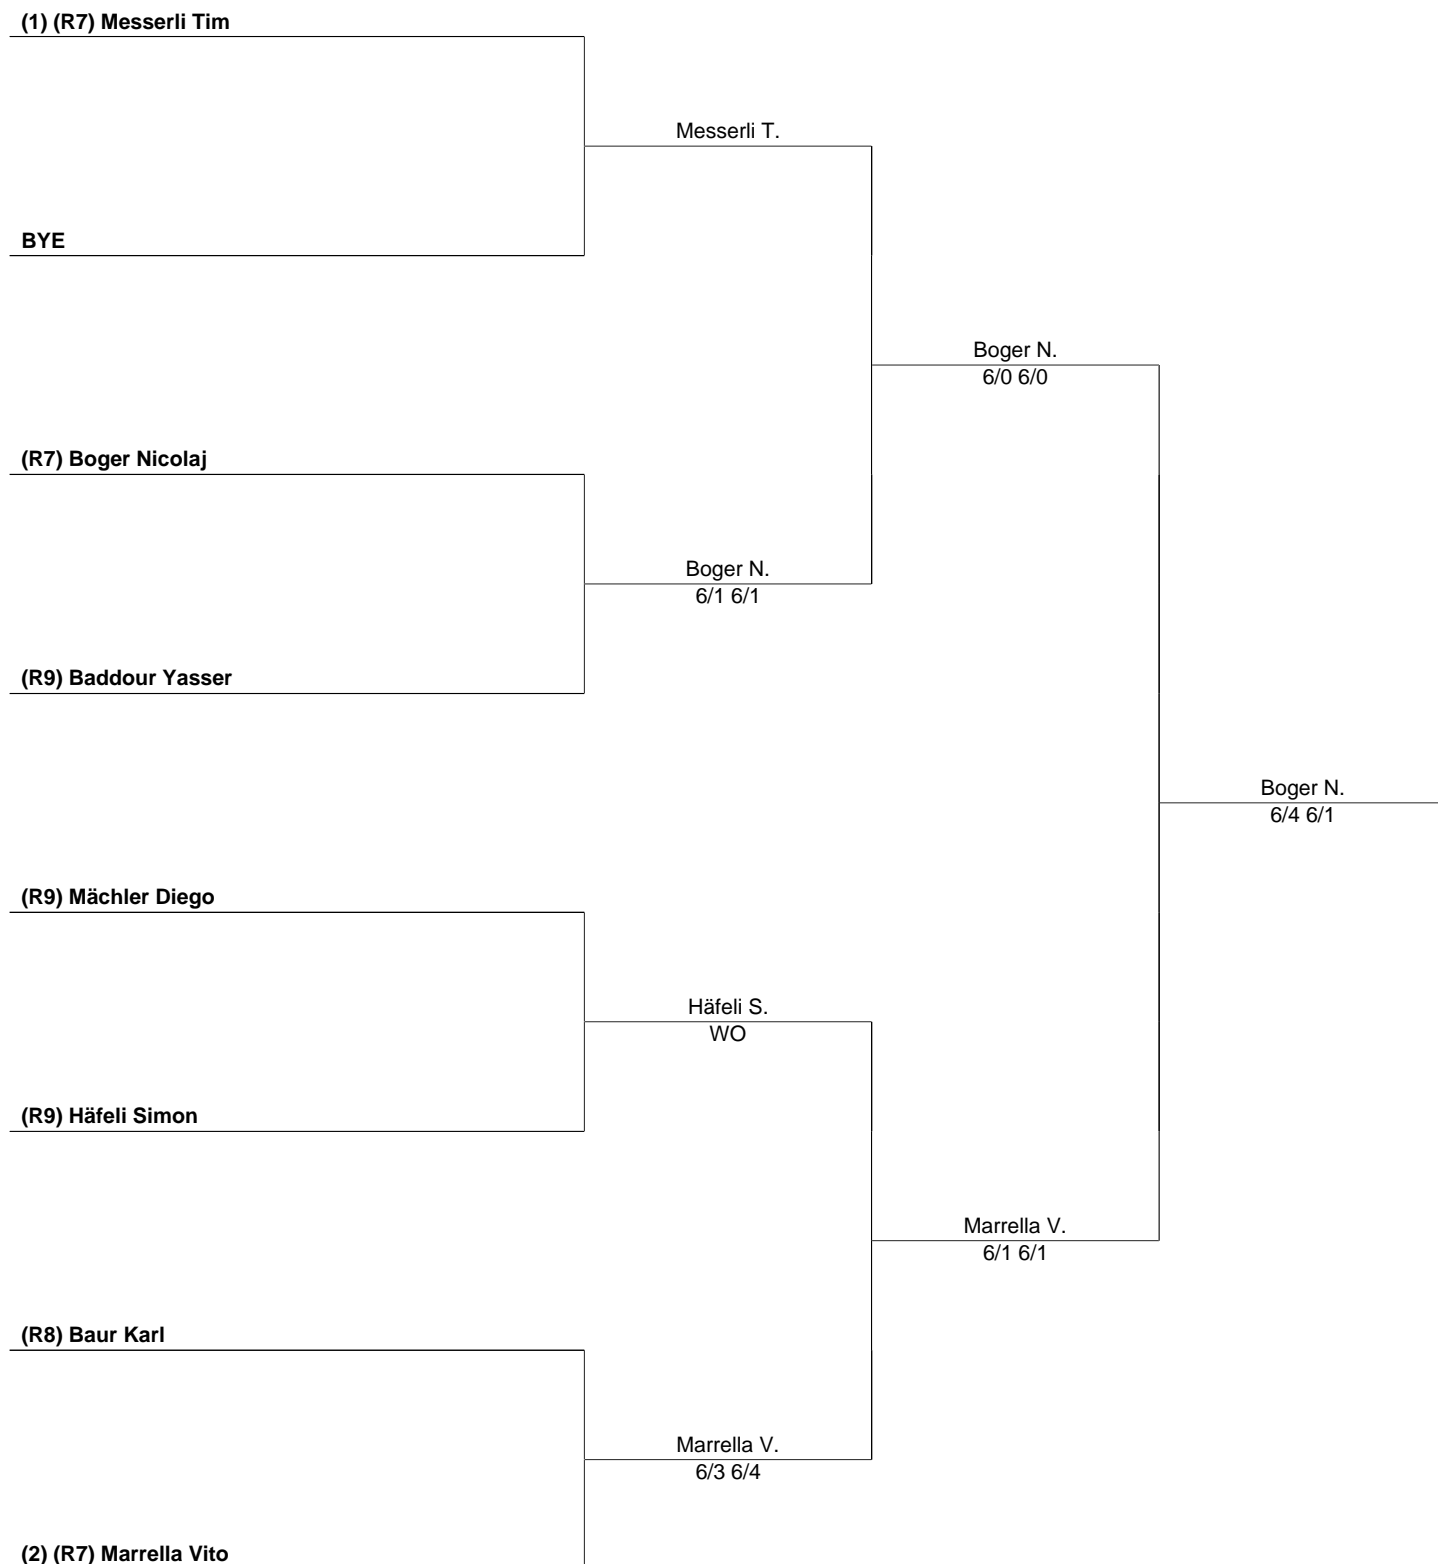 (1) (R7) Messerli Tim
Messerli T.
BYE
Boger N.
6/0 6/0
(R7) Boger Nicolaj
Boger N.
6/1 6/1
(R9) Baddour Yasser
Boger N.
6/4 6/1
(R9) Mächler Diego
Häfeli S.
WO
(R9) Häfeli Simon
Marrella V.
6/1 6/1
(R8) Baur Karl
Marrella V.
6/3 6/4
(2) (R7) Marrella Vito